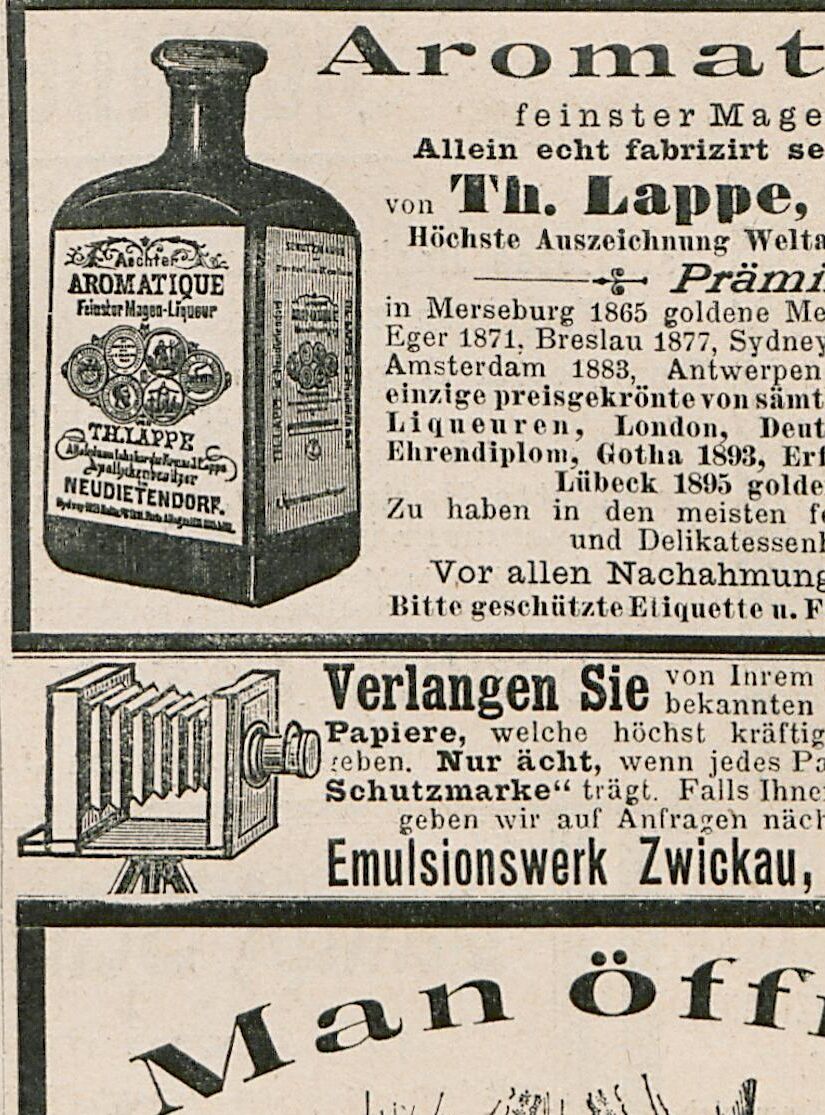 Aechter
AROMATIQUE
Feinster Magen-Liqueur
TH. LAPPE
Apothekenbesitzer
NEUDIETENDORF.
SCHUTZMARKE
Aromat
feinster Mage
Allein echt fabrizirt se
von Th. Lappe,
Höchste Auszeichnung Welta
Prämi
in Merseburg 1865 goldene Me
Eger 1871, Breslau 1877, Sydney
Amsterdam 1883, Antwerpen
einzige preisgekrönte von sämt
Liqueuren, London, Deut
Ehrendiplom, Gotha 1893, Erf
Lübeck 1895 golde
Zu haben in den meisten fe
und Delikatessenh
Vor allen Nachahmung
Bitte geschützte Etiquette u. F
Verlangen Sie von Ihrem
bekannten
Papiere, welche höchst kräftig
geben. Nur ächt, wenn jedes Pa
Schutzmarke“ trägt. Falls Ihne
geben wir auf Anfragen näch
Emulsionswerk Zwickau,
Man Öff